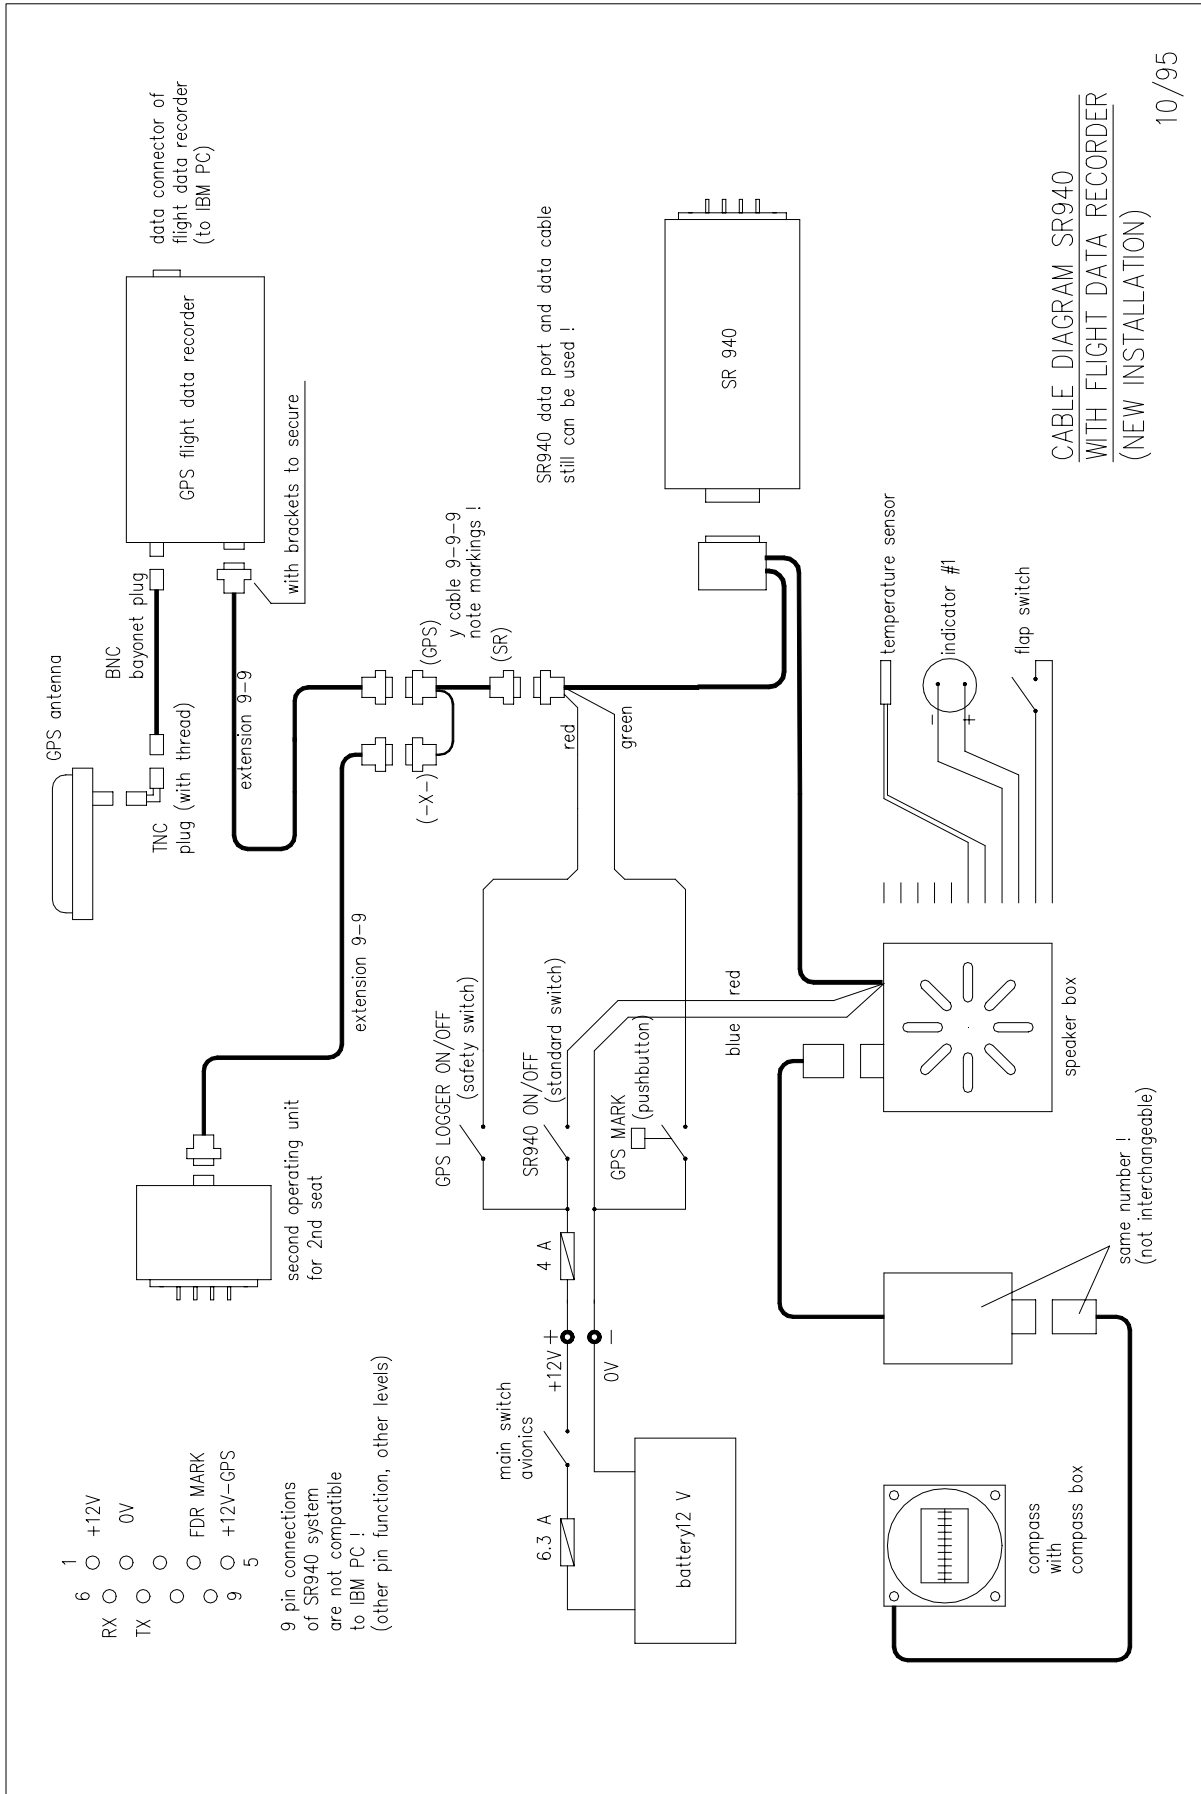 6
1
RX
+12V
TX
0V
FDR MARK
+12V-GPS
9
5
9 pin connections
of SR940 system
are not compatible
to IBM PC !
(other pin function, other levels)
second operating unit
for 2nd seat
extension 9-9
GPS antenna
TNC
plug (with thread)
BNC
bayonet plug
extension 9-9
GPS flight data recorder
data connector of
flight data recorder
(to IBM PC)
with brackets to secure
(-X-)
(GPS)
y cable 9-9-9
note markings !
(SR)
red
green
SR940 data port and data cable
still can be used !
GPS LOGGER ON/OFF
(safety switch)
SR940 ON/OFF
(standard switch)
GPS MARK
(pushbutton)
main switch
avionics
6.3 A
+12V
+
4 A
0V
-
battery12 V
blue
red
SR 940
temperature sensor
indicator #1
-
+
flap switch
speaker box
same number !
(not interchangeable)
compass
with
compass box
CABLE DIAGRAM SR940
WITH FLIGHT DATA RECORDER
(NEW INSTALLATION)
10/95